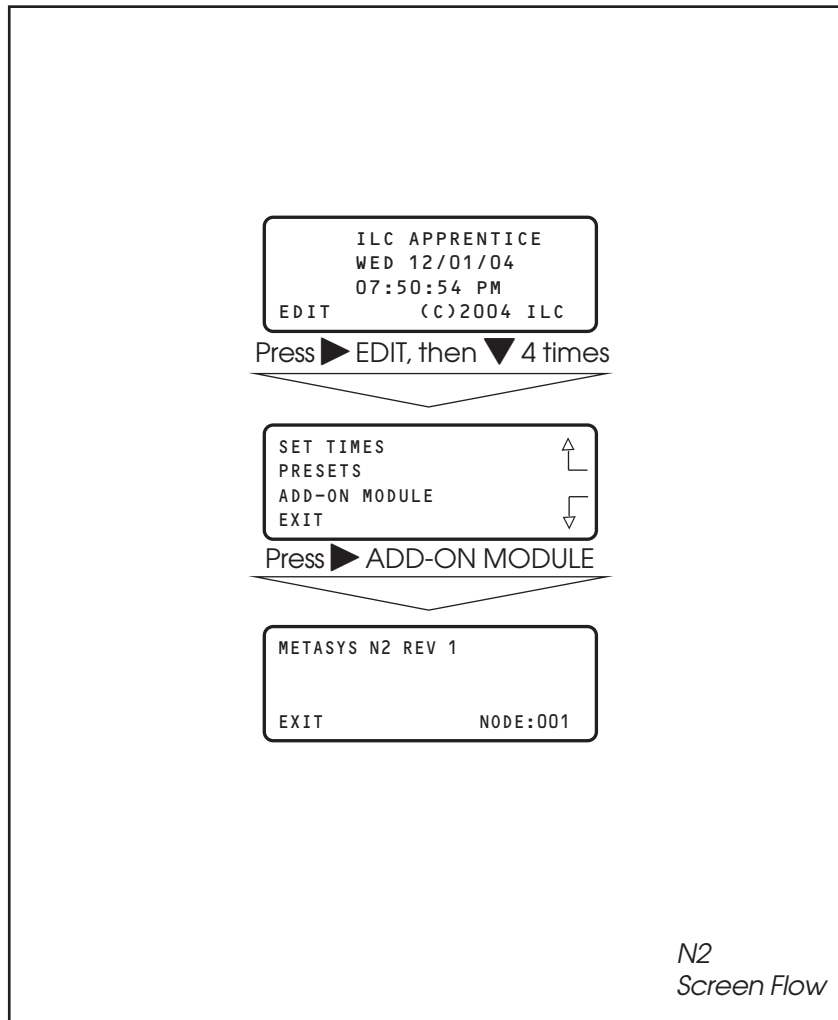 ILC APPRENTICE
WED 12/01/04
07:50:54 PM
EDIT (C)2004 ILC
Press ▶ EDIT, then ▼ 4 times
SET TIMES
PRESETS
ADD-ON MODULE
EXIT
Press ▶ ADD-ON MODULE
METASYS N2 REV 1
EXIT NODE:001
N2
Screen Flow